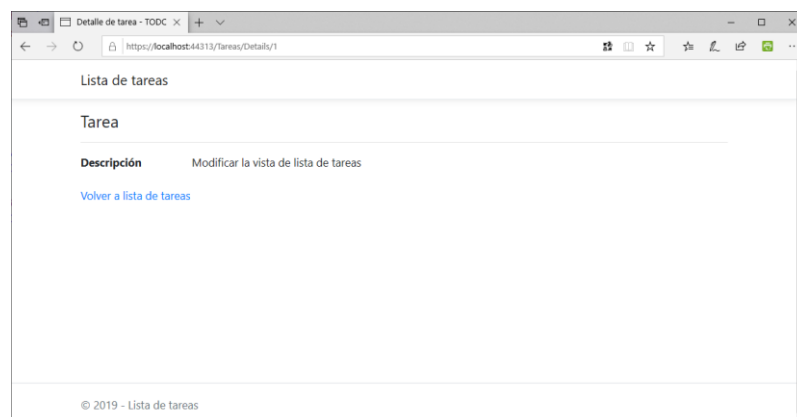 Detalle de tarea - TODC
https://localhost:44313/Tareas/Details/1
Lista de tareas
Tarea
Descripción Modificar la vista de lista de tareas
Volver a lista de tareas
© 2019 - Lista de tareas